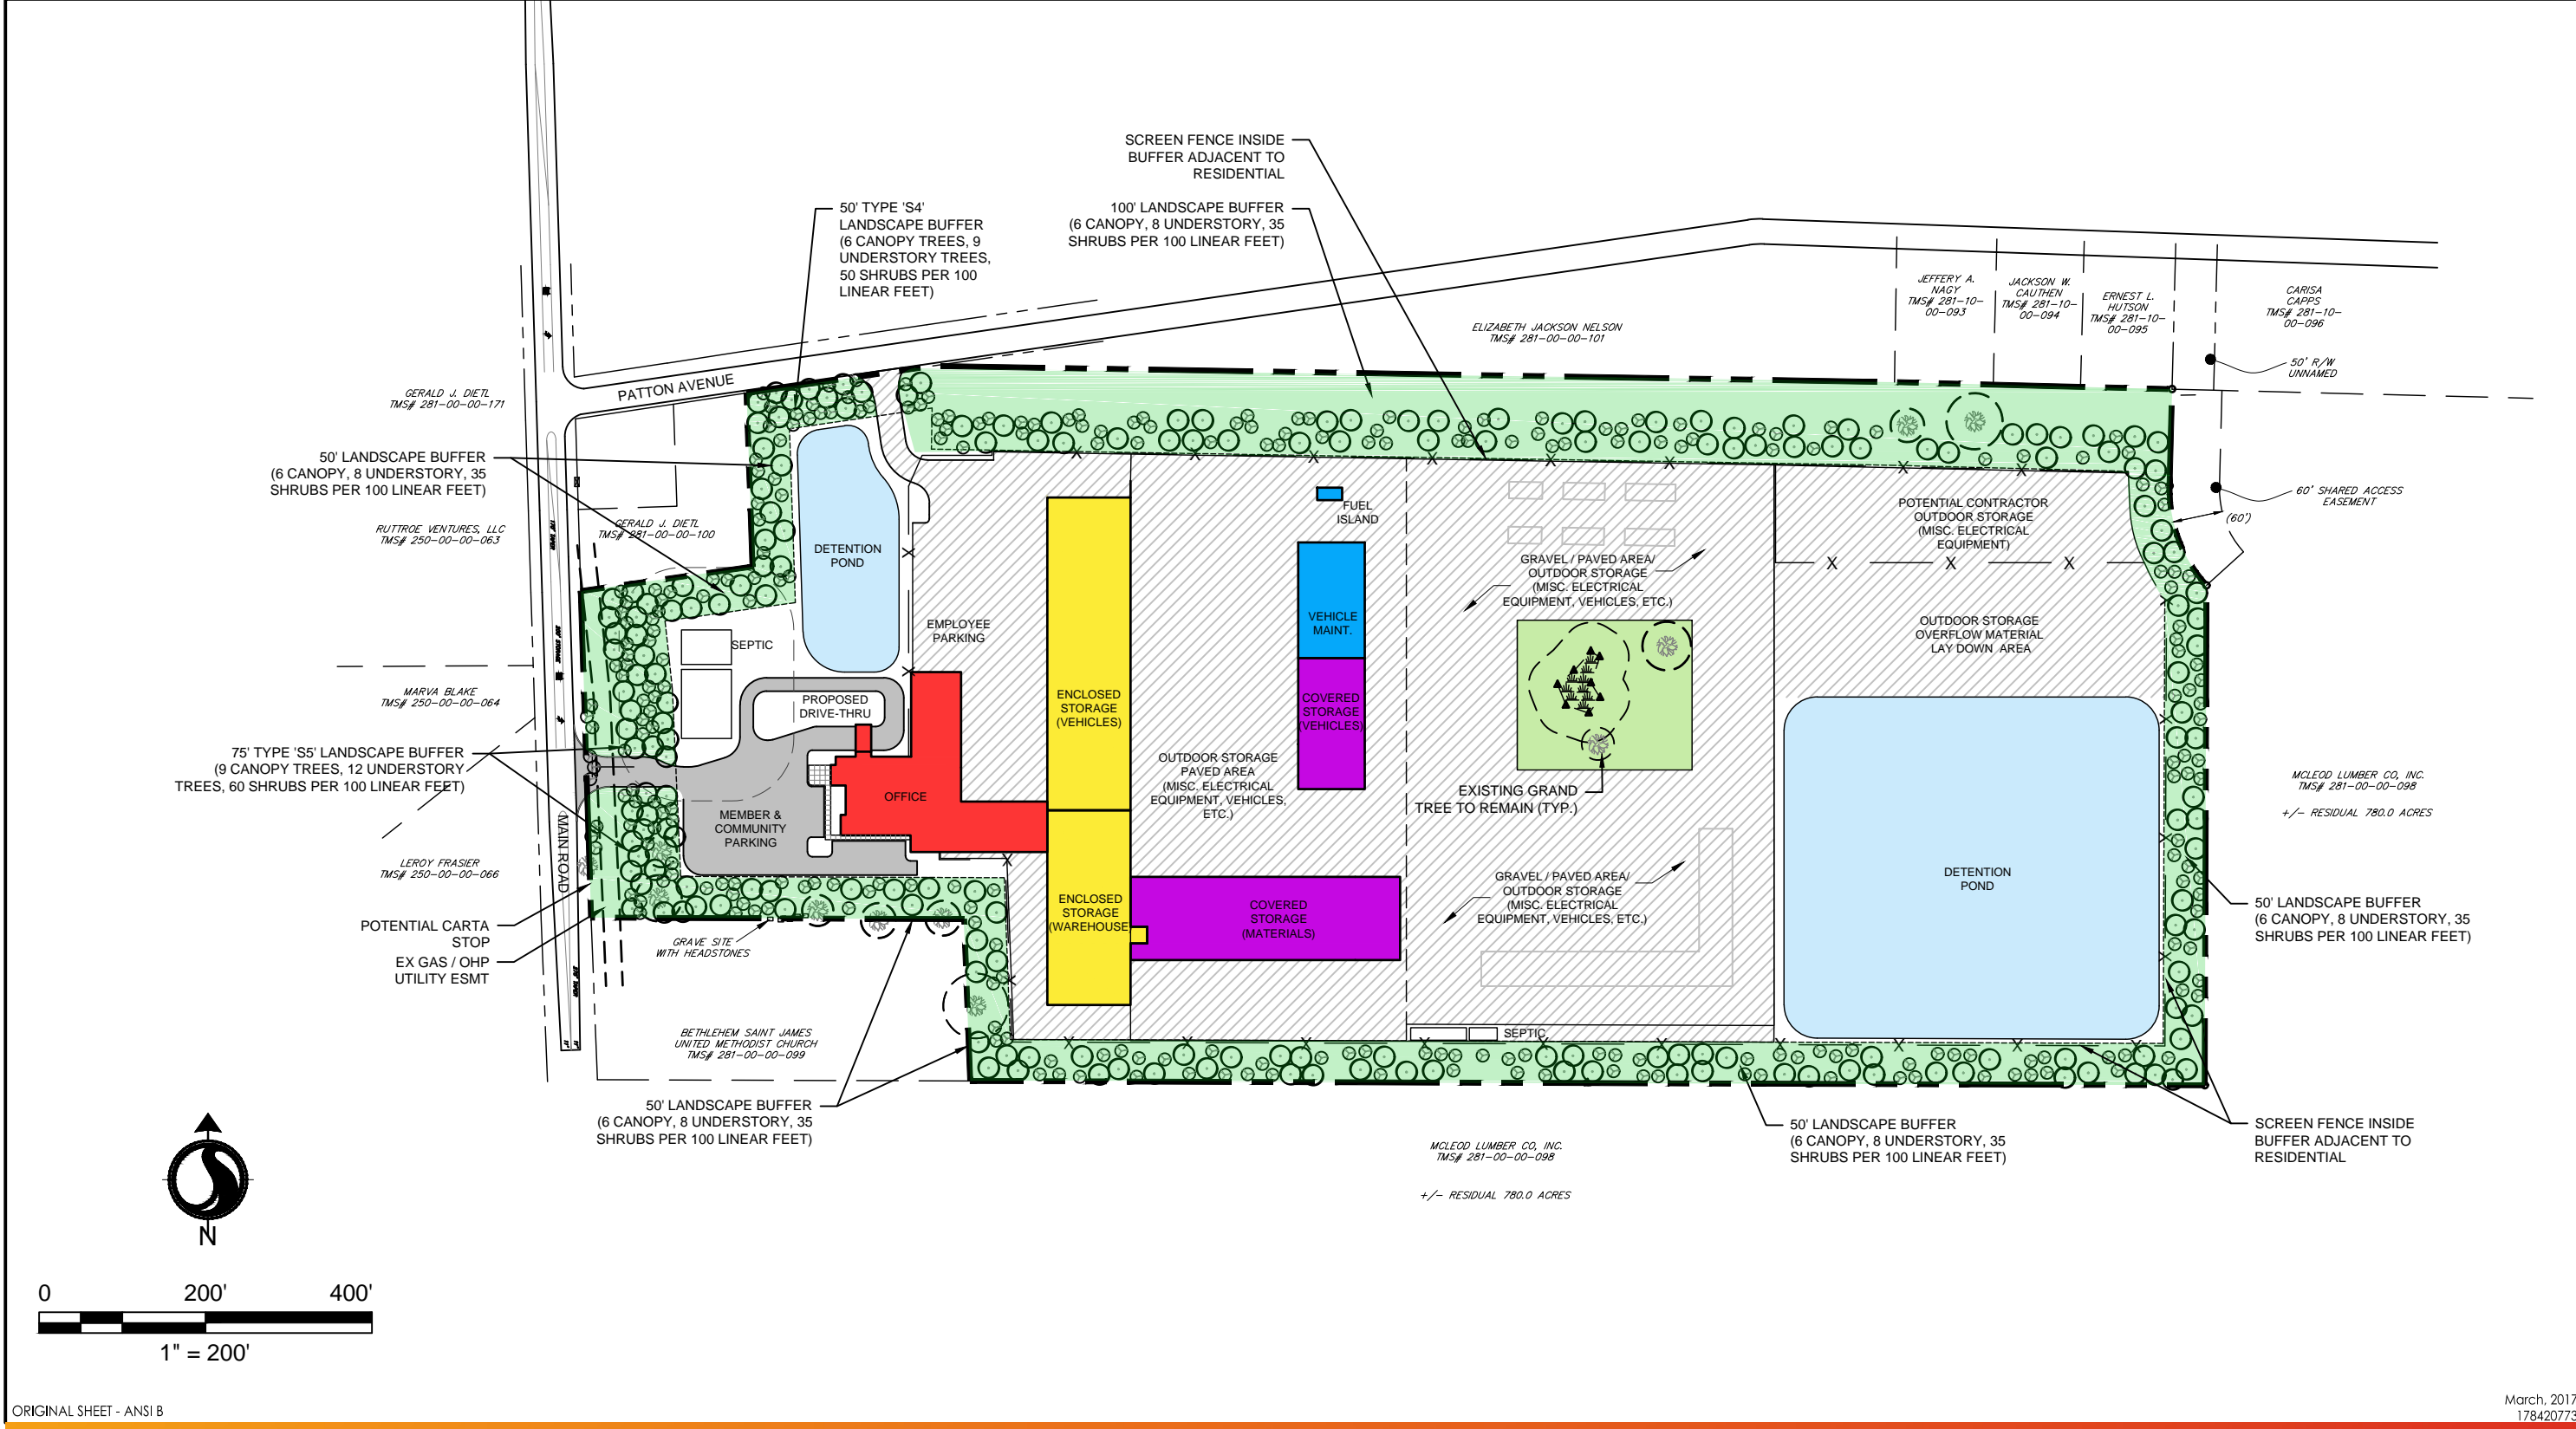 SCREEN FENCE INSIDE
BUFFER ADJACENT TO
RESIDENTIAL
50' TYPE 'S4'
LANDSCAPE BUFFER
(6 CANOPY TREES, 9
UNDERSTORY TREES,
50 SHRUBS PER 100
LINEAR FEET)
100' LANDSCAPE BUFFER
(6 CANOPY, 8 UNDERSTORY, 35
SHRUBS PER 100 LINEAR FEET)
JEFFERY A.
NAGY
TMS# 281-10-
00-093
JACKSON W.
CAUTHEN
TMS# 281-10-
00-094
ERNEST L.
HUTSON
TMS# 281-10-
00-095
CARISA
CAPPS
TMS# 281-10-
00-096
ELIZABETH JACKSON NELSON
TMS# 281-00-00-101
50' R/W
UNNAMED
PATTON AVENUE
GERALD J. DIETL
TMS# 281-00-00-171
50' LANDSCAPE BUFFER
(6 CANOPY, 8 UNDERSTORY, 35
SHRUBS PER 100 LINEAR FEET)
RUTTROE VENTURES, LLC
TMS# 250-00-00-063
GERALD J. DIETL
TMS# 281-00-00-100
DETENTION
POND
FUEL
ISLAND
POTENTIAL CONTRACTOR
OUTDOOR STORAGE
(MISC. ELECTRICAL
EQUIPMENT)
60' SHARED ACCESS
EASEMENT
(60')
GRAVEL / PAVED AREA/
OUTDOOR STORAGE
(MISC. ELECTRICAL
EQUIPMENT, VEHICLES, ETC.)
EMPLOYEE
PARKING
VEHICLE
MAINT.
OUTDOOR STORAGE
OVERFLOW MATERIAL
LAY DOWN AREA
SEPTIC
MARVA BLAKE
TMS# 250-00-00-064
PROPOSED
DRIVE-THRU
ENCLOSED
STORAGE
(VEHICLES)
COVERED
STORAGE
(VEHICLES)
75' TYPE 'S5' LANDSCAPE BUFFER
(9 CANOPY TREES, 12 UNDERSTORY
TREES, 60 SHRUBS PER 100 LINEAR FEET)
OUTDOOR STORAGE
PAVED AREA
(MISC. ELECTRICAL
EQUIPMENT, VEHICLES,
ETC.)
OFFICE
EXISTING GRAND
TREE TO REMAIN (TYP.)
MCLEOD LUMBER CO, INC.
TMS# 281-00-00-098
+/- RESIDUAL 780.0 ACRES
MEMBER &
COMMUNITY
PARKING
MAIN ROAD
LEROY FRASIER
TMS# 250-00-00-066
DETENTION
POND
GRAVEL / PAVED AREA/
OUTDOOR STORAGE
(MISC. ELECTRICAL
EQUIPMENT, VEHICLES, ETC.)
ENCLOSED
STORAGE
(WAREHOUSE
COVERED
STORAGE
(MATERIALS)
50' LANDSCAPE BUFFER
(6 CANOPY, 8 UNDERSTORY, 35
SHRUBS PER 100 LINEAR FEET)
POTENTIAL CARTA
STOP
EX GAS / OHP
UTILITY ESMT
GRAVE SITE
WITH HEADSTONES
BETHLEHEM SAINT JAMES
UNITED METHODIST CHURCH
TMS# 281-00-00-099
SEPTIC
50' LANDSCAPE BUFFER
(6 CANOPY, 8 UNDERSTORY, 35
SHRUBS PER 100 LINEAR FEET)
50' LANDSCAPE BUFFER
(6 CANOPY, 8 UNDERSTORY, 35
SHRUBS PER 100 LINEAR FEET)
SCREEN FENCE INSIDE
BUFFER ADJACENT TO
RESIDENTIAL
MCLEOD LUMBER CO, INC.
TMS# 281-00-00-098
+/- RESIDUAL 780.0 ACRES
N
0 200' 400'
1" = 200'
ORIGINAL SHEET - ANSI B
March, 2017
178420773